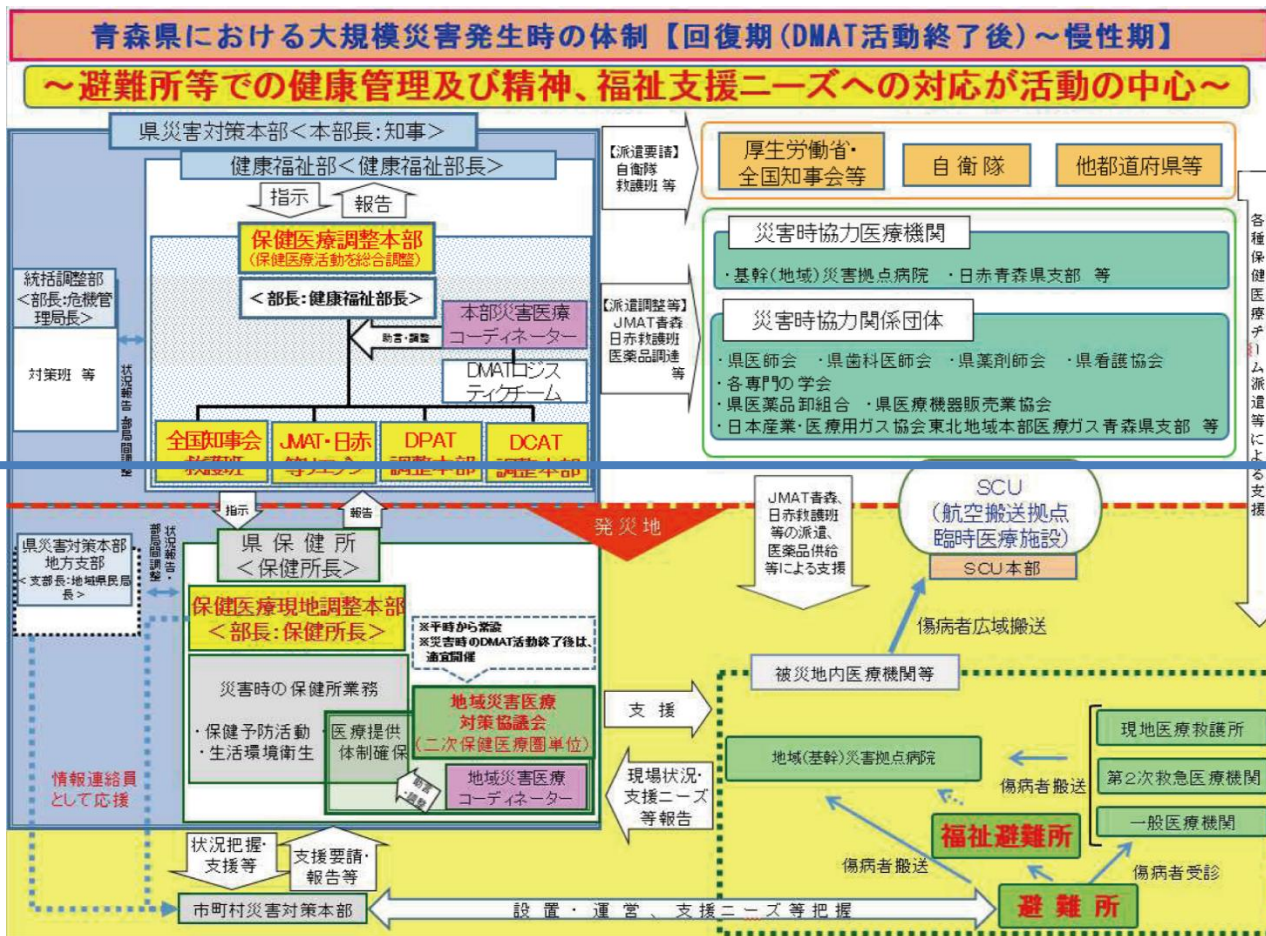 青森県における大規模災害発生時の体制【回復期(DMAT活動終了後)～慢性期】
～避難所等での健康管理及び精神、福祉支援ニーズへの対応が活動の中心～
県災害対策本部＜本部長:知事＞
健康福祉部＜健康福祉部長＞
指示
報告
保健医療調整本部
(保健医療活動を総合調整)
＜部長:健康福祉部長＞
統括調整部
＜部長:危機管
理局長＞
対策班 等
状況報告・部局間調整
本部災害医療
コーディネーター
助言・調整
DMATロジス
ティクチーム
全国知事会
救護班
JMAT・日赤
等リエゾン
DPAT
調整本部
DCAT
調整本部
【派遣要請】
自衛隊
救護班 等
厚生労働省・
全国知事会等
自衛隊
他都道府県等
【派遣調整等】
JMAT青森
日赤救護班
医薬品調達
等
災害時協力医療機関
・基幹(地域)災害拠点病院 ・日赤青森県支部 等
災害時協力関係団体
・県医師会 ・県歯科医師会 ・県薬剤師会 ・県看護協会
・各専門の学会
・県医薬品卸組合 ・県医療機器販売業協会
・日本産業・医療用ガス協会東北地域本部医療ガス青森県支部 等
各種保健医療チーム派遣等による支援
指示
報告
発災地
県災害対策本部
地方支部
＜支部長:地域県民局
長＞
状況報告・
部局間調整
県保健所
＜保健所長＞
保健医療現地調整本部
＜部長:保健所長＞
※平時から常設
※災害時のDMAT活動終了後は、
適宜開催
災害時の保健所業務
・保健予防活動
・生活環境衛生
・医療提供
体制確保
地域災害医療
対策協議会
(二次保健医療圏単位)
助言・調整
地域災害医療
コーディネーター
情報連絡員
として応援
状況把握・
支援等
支援要請・
報告等
市町村災害対策本部
設置・運営、支援ニーズ等把握
JMAT青森、
日赤救護班
等の派遣、
医薬品供給
等による支援
SCU
(航空搬送拠点
臨時医療施設)
SCU本部
傷病者広域搬送
被災地内医療機関等
支援
現場状況・
支援ニーズ
等報告
地域(基幹)災害拠点病院
傷病者搬送
現地医療救護所
第2次救急医療機関
一般医療機関
福祉避難所
傷病者搬送
傷病者受診
避難所